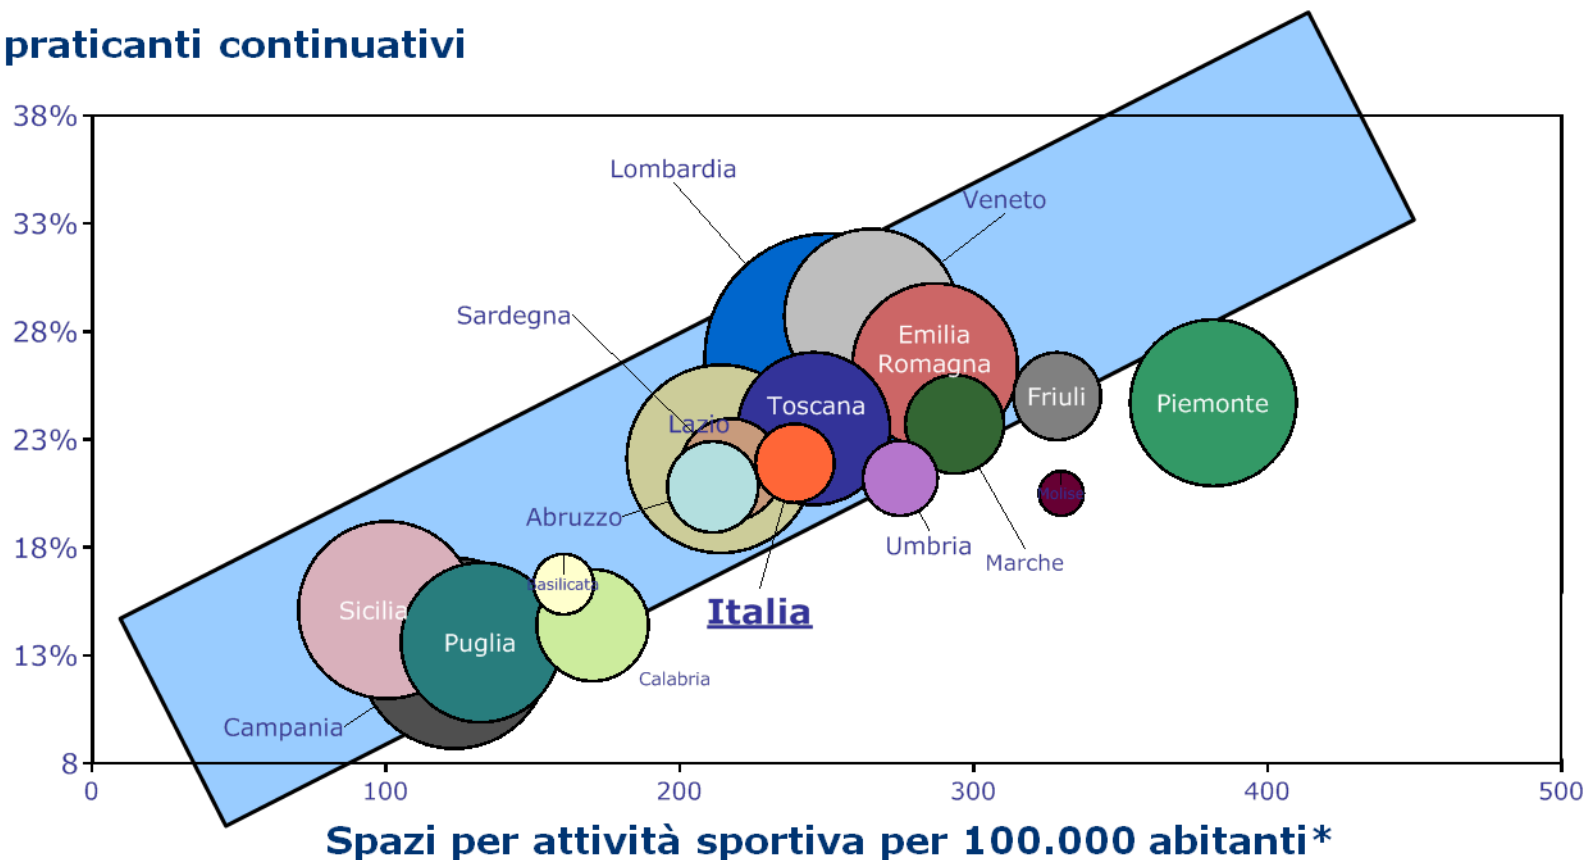 praticanti continuativi
38%
Lombardia
33%
Veneto
Sardegna
28%
Emilia
Romagna
Friuli
Piemonte
Toscana
Lazio
23%
Molise
Abruzzo
18%
Umbria
Marche
Basilicata
Italia
Sicilia
Puglia
13%
Calabria
Campania
8
0
100
200
300
400
500
Spazi per attività sportiva per 100.000 abitanti*